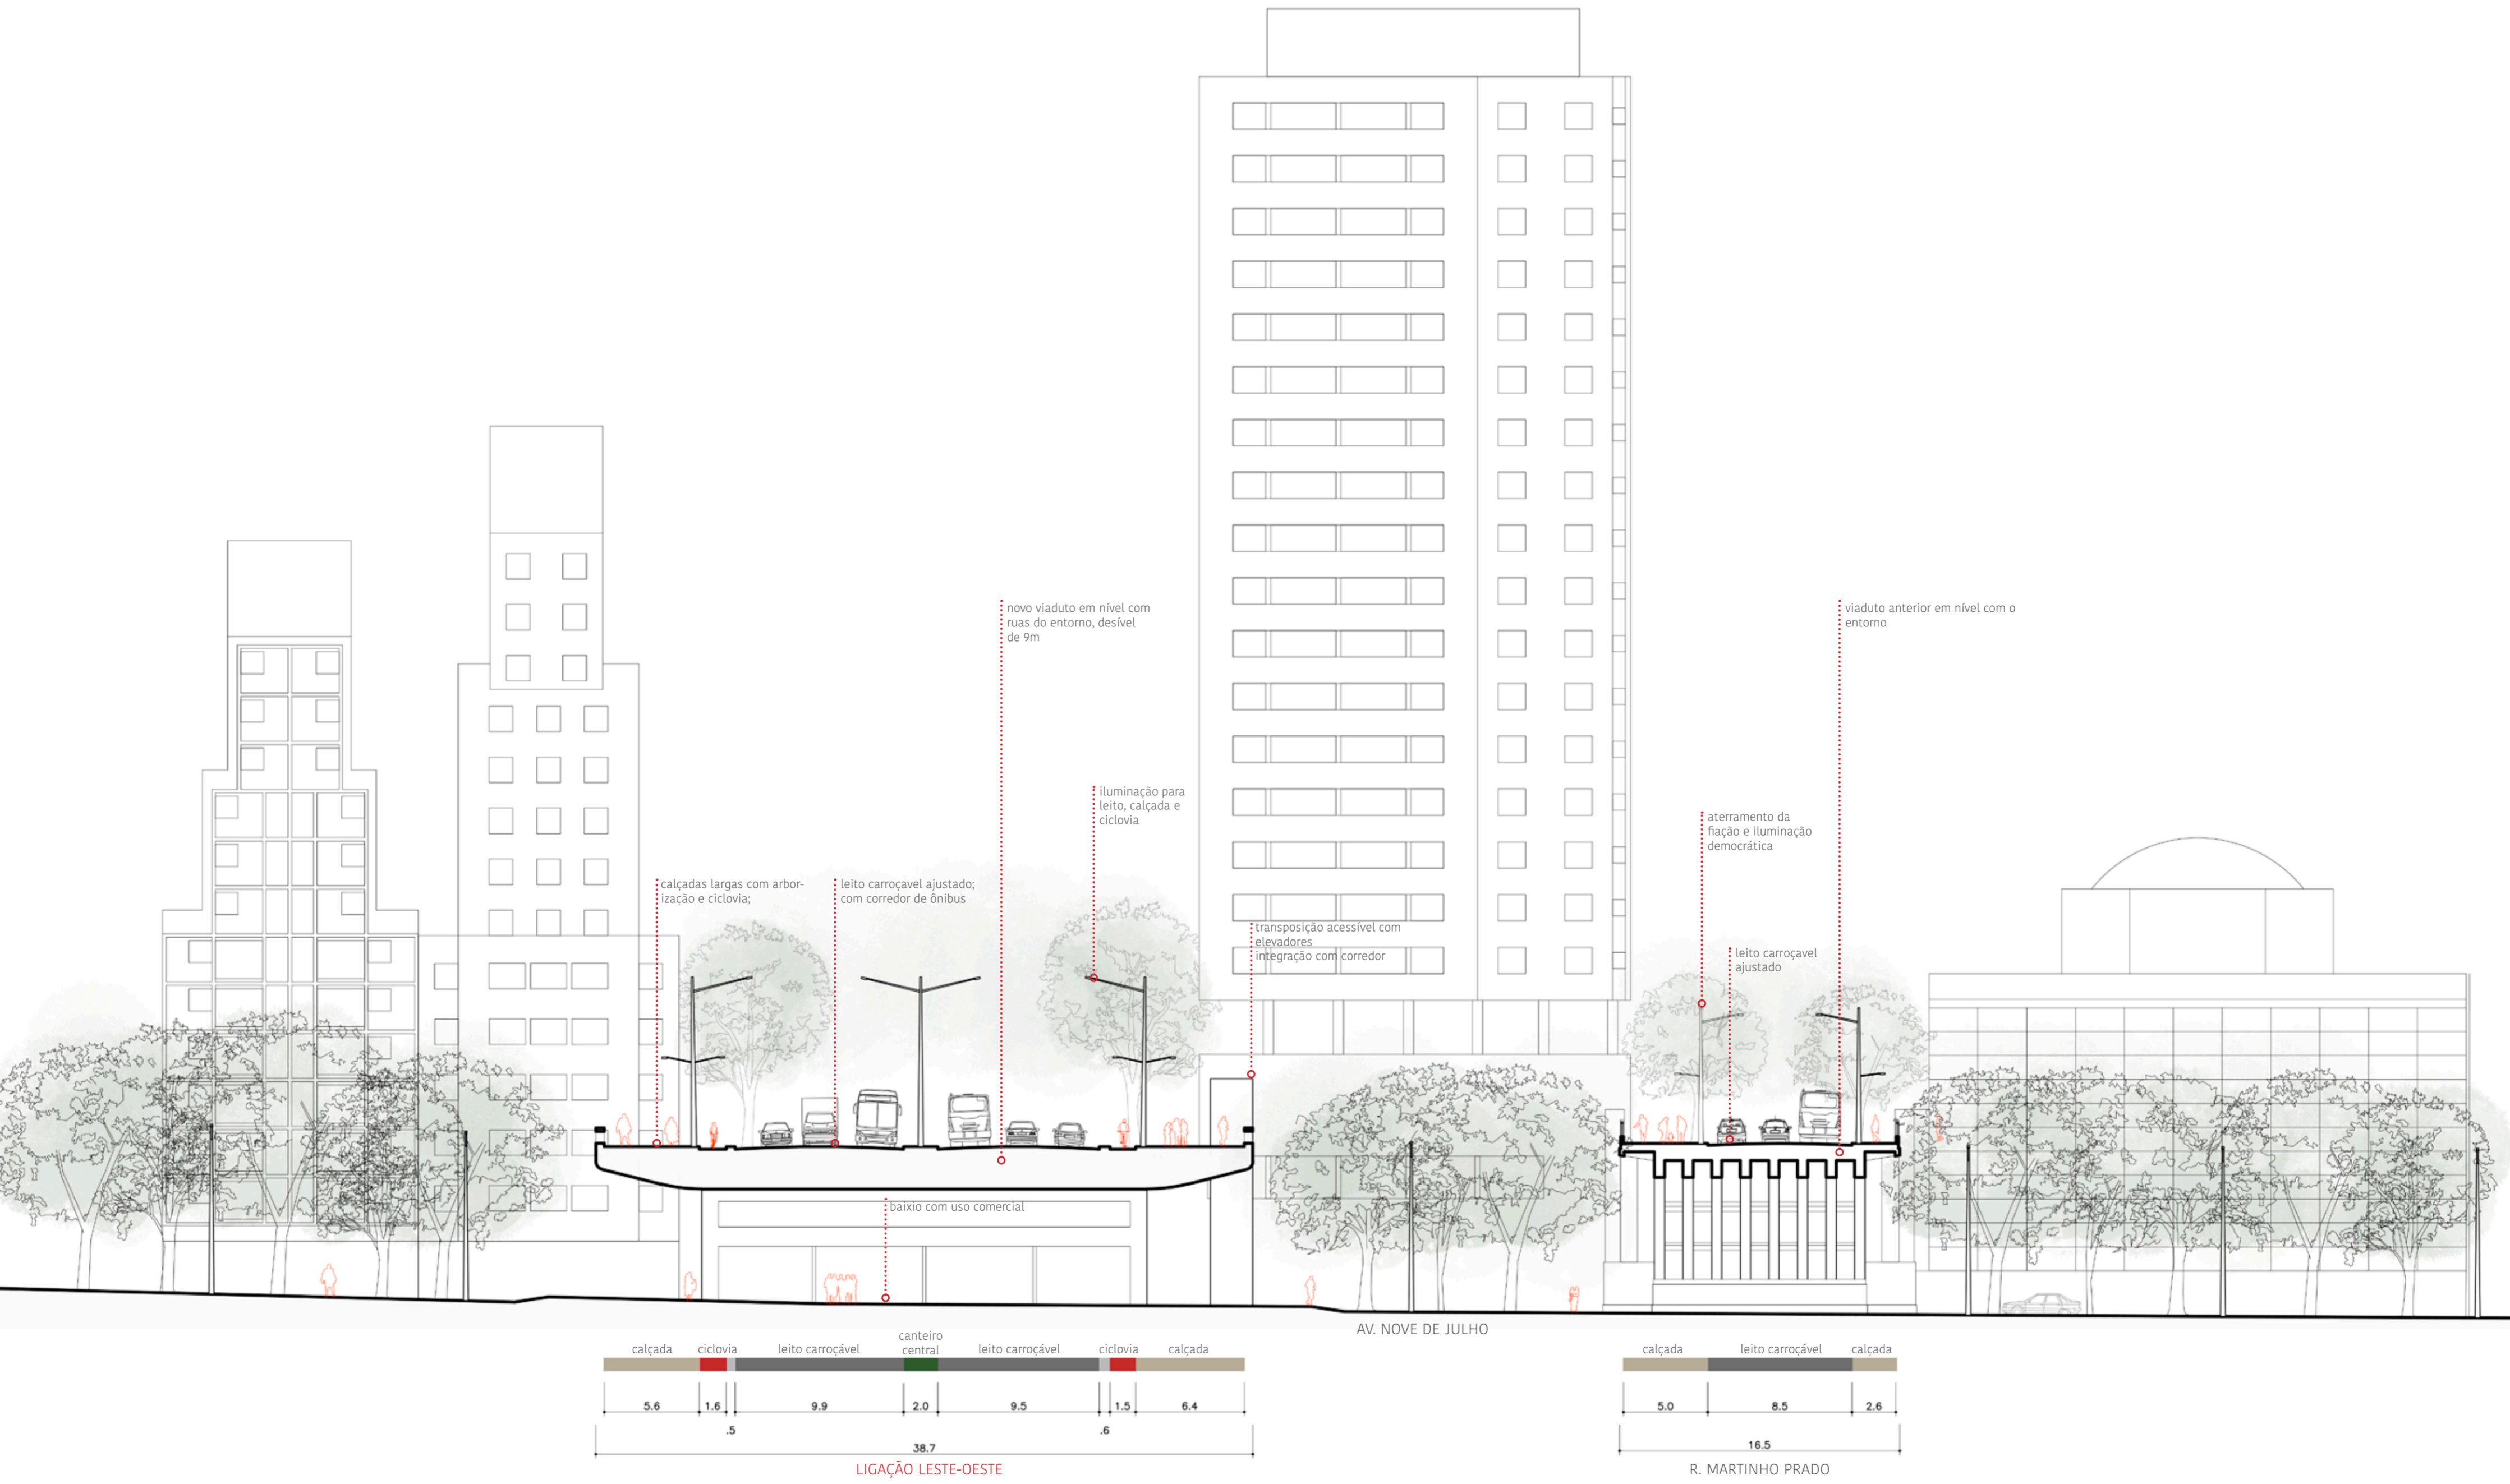 novo viaduto em nível com
ruas do entorno, desível
de 9m
viaduto anterior em nível com o
entorno
iluminação para
leito, calçada e
ciclovia
aterramento da
fiação e iluminação
democrática
calçadas largas com arbor-
ização e ciclovia;
leito carroçavel ajustado;
com corredor de ônibus
transposição acessível com
elevadores
integração com corredor
leito carroçavel
ajustado
baixio com uso comercial
AV. NOVE DE JULHO
calçada
ciclovia
leito carroçável
canteiro
central
leito carroçável
ciclovia
calçada
5.6
1.6
.5
9.9
2.0
9.5
.6
1.5
6.4
38.7
LIGAÇÃO LESTE-OESTE
calçada
leito carroçável
calçada
5.0
8.5
2.6
16.5
R. MARTINHO PRADO